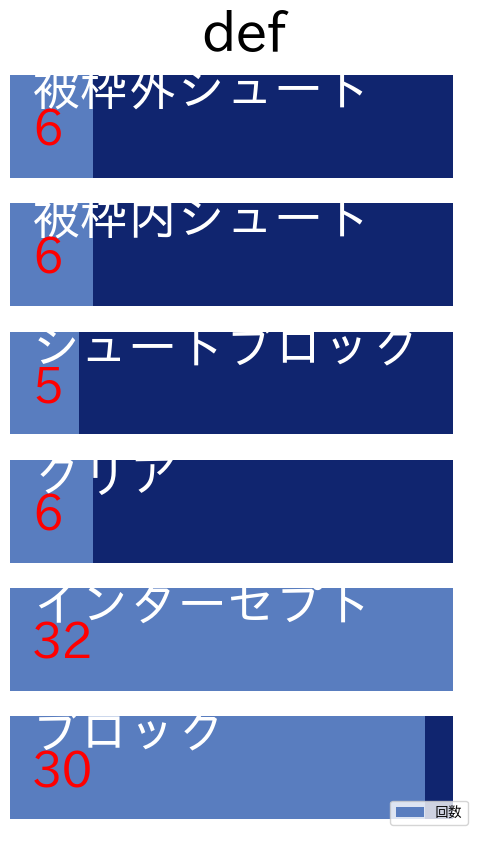 def
被枠外シュート
6
被枠内シュート
6
シュートブロック
5
クリア
6
インターセプト
32
ブロック
30
回数